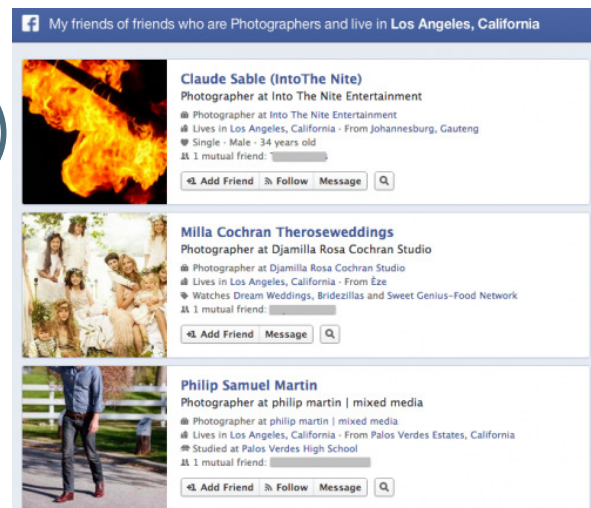 My friends of friends who are Photographers and live in Los Angeles, California
Claude Sable (IntoThe Nite)
Photographer at Into The Nite Entertainment
Photographer at Into The Nite Entertainment
Lives in Los Angeles, California · From Johannesburg, Gauteng
Single · Male · 34 years old
1 mutual friend:
+1 Add Friend Follow Message
Milla Cochran Theroseweddings
Photographer at Djamilla Rosa Cochran Studio
Photographer at Djamilla Rosa Cochran Studio
Lives in Los Angeles, California · From Èze
Watches Dream Weddings, Bridezillas and Sweet Genius-Food Network
1 mutual friend:
+1 Add Friend Message
Philip Samuel Martin
Photographer at philip martin | mixed media
Photographer at philip martin | mixed media
Lives in Los Angeles, California · From Palos Verdes Estates, California
Studied at Palos Verdes High School
1 mutual friend:
+1 Add Friend Follow Message